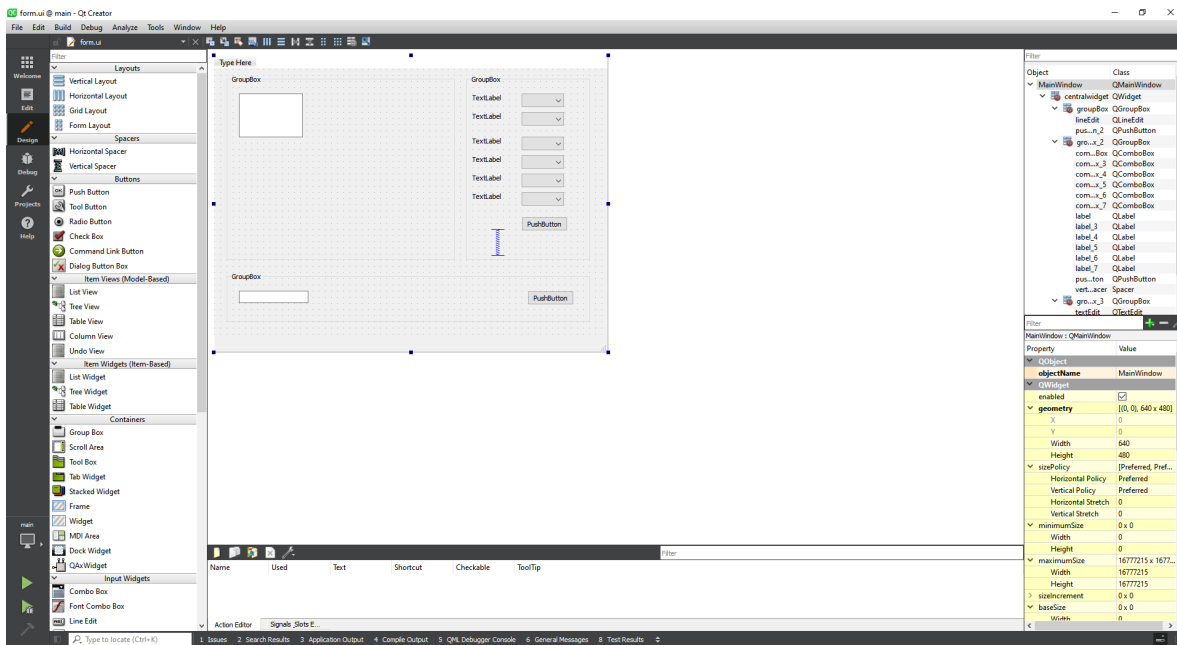 form.ui @ main - Qt Creator
File Edit Build Debug Analyze Tools Window Help
form.ui
Welcome
Edit
Design
Debug
Projects
Help
main
Filter
Layouts
Vertical Layout
Horizontal Layout
Grid Layout
Form Layout
Spacers
Horizontal Spacer
Vertical Spacer
Buttons
Push Button
Tool Button
Radio Button
Check Box
Command Link Button
Dialog Button Box
Item Views (Model-Based)
List View
Tree View
Table View
Column View
Undo View
Item Widgets (Item-Based)
List Widget
Tree Widget
Table Widget
Containers
Group Box
Scroll Area
Tool Box
Tab Widget
Stacked Widget
Frame
Widget
MDI Area
Dock Widget
QAxWidget
Input Widgets
Combo Box
Font Combo Box
Line Edit
Type Here
GroupBox
GroupBox
TextLabel
TextLabel
TextLabel
TextLabel
TextLabel
TextLabel
PushButton
GroupBox
PushButton
Filter
Name Used Text Shortcut Checkable ToolTip
Action Editor Signals _Slots E...
Filter
Object Class
MainWindow QMainWindow
centralwidget QWidget
groupBox QGroupBox
lineEdit QLineEdit
pus...n_2 QPushButton
gro...x_2 QGroupBox
com...Box QComboBox
com...x_3 QComboBox
com...x_4 QComboBox
com...x_5 QComboBox
com...x_6 QComboBox
com...x_7 QComboBox
label QLabel
label_3 QLabel
label_4 QLabel
label_5 QLabel
label_6 QLabel
label_7 QLabel
pus...ton QPushButton
vert...acer Spacer
gro...x_3 QGroupBox
textEdit QTextEdit
Filter
MainWindow : QMainWindow
Property Value
QObject
objectName MainWindow
QWidget
enabled
geometry [(0, 0), 640 x 480]
X 0
Y 0
Width 640
Height 480
sizePolicy [Preferred, Pref...
Horizontal Policy Preferred
Vertical Policy Preferred
Horizontal Stretch 0
Vertical Stretch 0
minimumSize 0 x 0
Width 0
Height 0
maximumSize 16777215 x 1677...
Width 16777215
Height 16777215
sizeIncrement 0 x 0
baseSize 0 x 0
Width 0
Type to locate (Ctrl+K) 1 Issues 2 Search Results 3 Application Output 4 Compile Output 5 QML Debugger Console 6 General Messages 8 Test Results